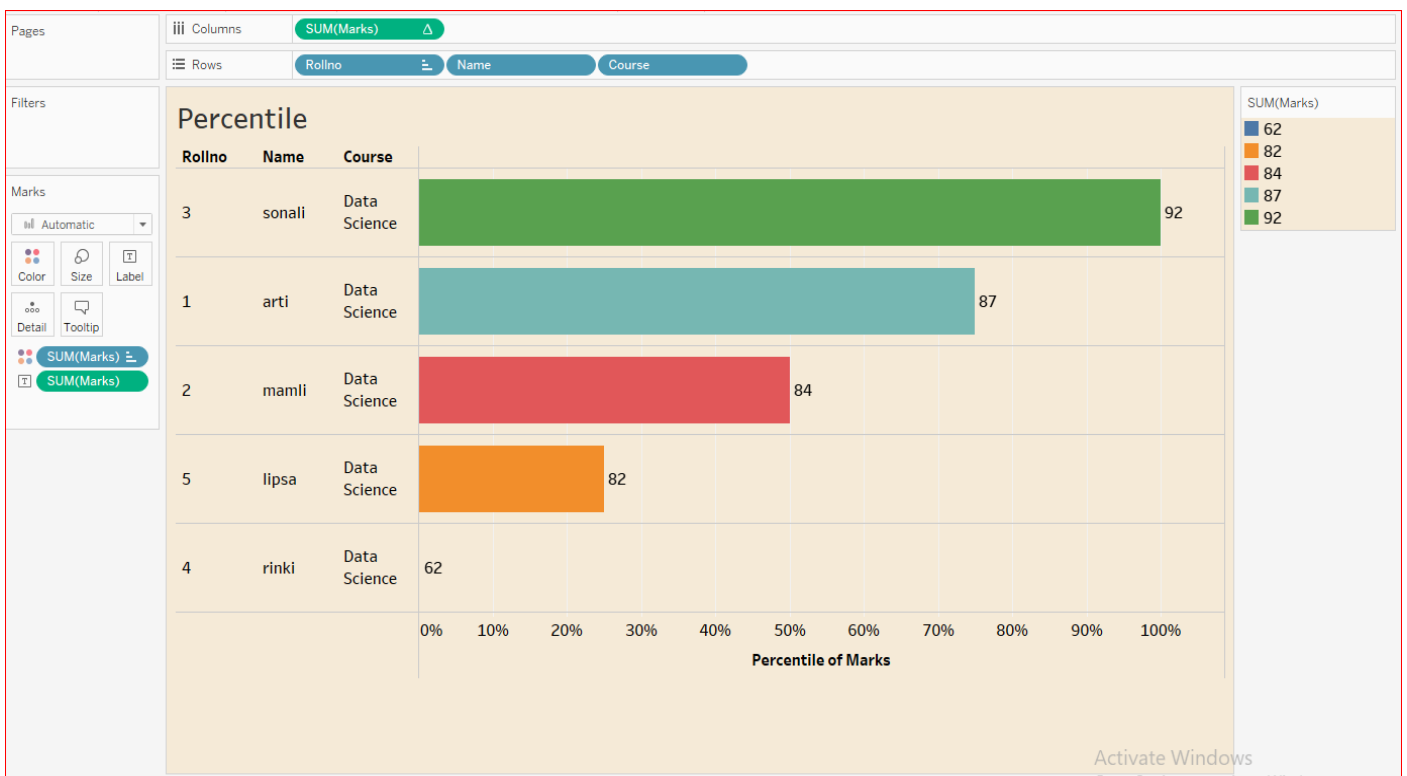 Pages
Columns
SUM(Marks) Δ
Rows
Rollno
Name
Course
Filters
Marks
Automatic
Color
Size
Label
Detail
Tooltip
SUM(Marks)
SUM(Marks)
Percentile
Rollno Name Course
3 sonali Data Science 92
1 arti Data Science 87
2 mamli Data Science 84
5 lipsa Data Science 82
4 rinki Data Science 62
0% 10% 20% 30% 40% 50% 60% 70% 80% 90% 100%
Percentile of Marks
SUM(Marks)
62
82
84
87
92
Activate Windows